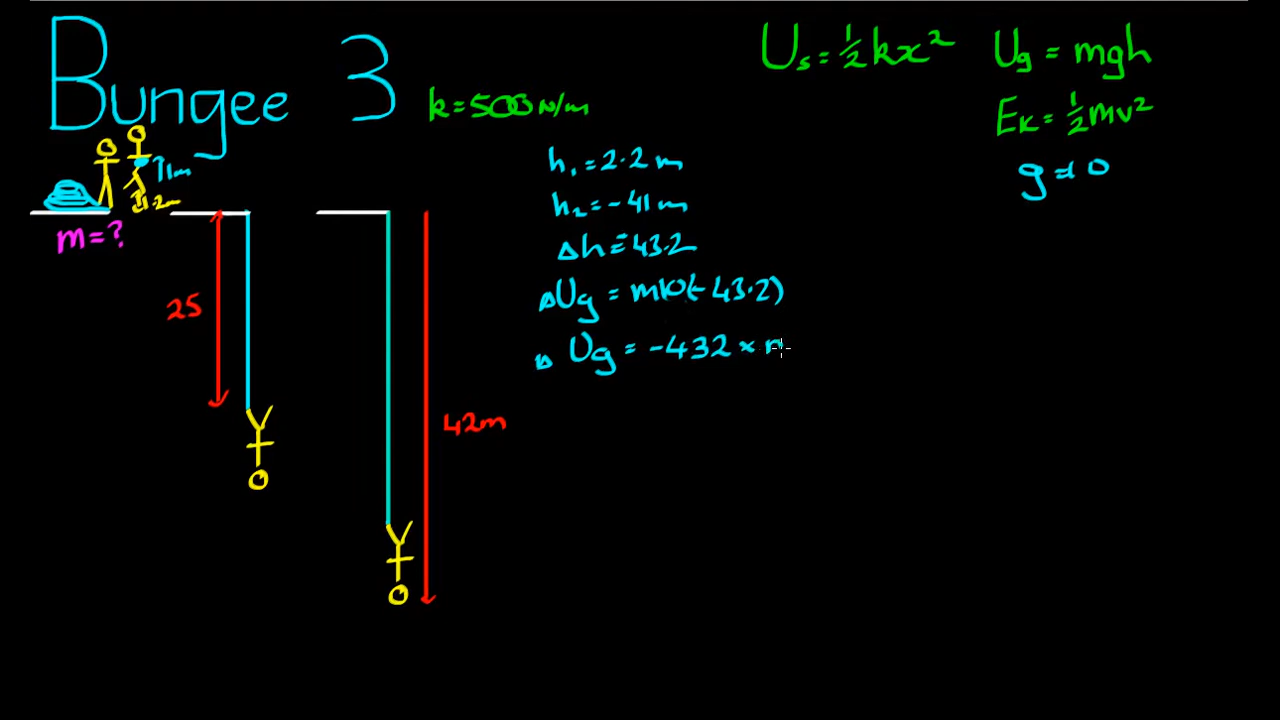 Bungee 3
k=500 N/m
Us = ½kx²
Ug = mgh
Ek = ½mv²
1m
2m
m=?
h₁ = 2.2 m
h₂ = -41 m
Δh = 43.2
ΔUg = m10(-43.2)
ΔUg = -432 × m
25
42m